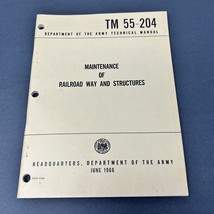 TM 55-204
DEPARTMENT OF THE ARMY TECHNICAL MANUAL
MAINTENANCE
OF
RAILROAD WAY AND STRUCTURES
HEADQUARTERS, DEPARTMENT OF THE ARMY
JUNE 1966